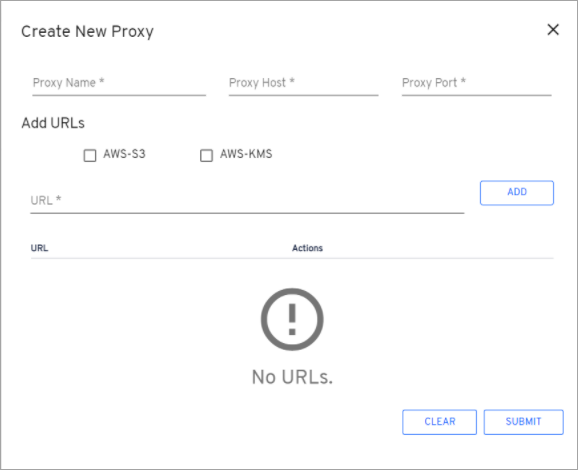 Create New Proxy
Proxy Name * Proxy Host * Proxy Port *
Add URLs
AWS-S3 AWS-KMS
URL * ADD
URL Actions
No URLs.
CLEAR SUBMIT